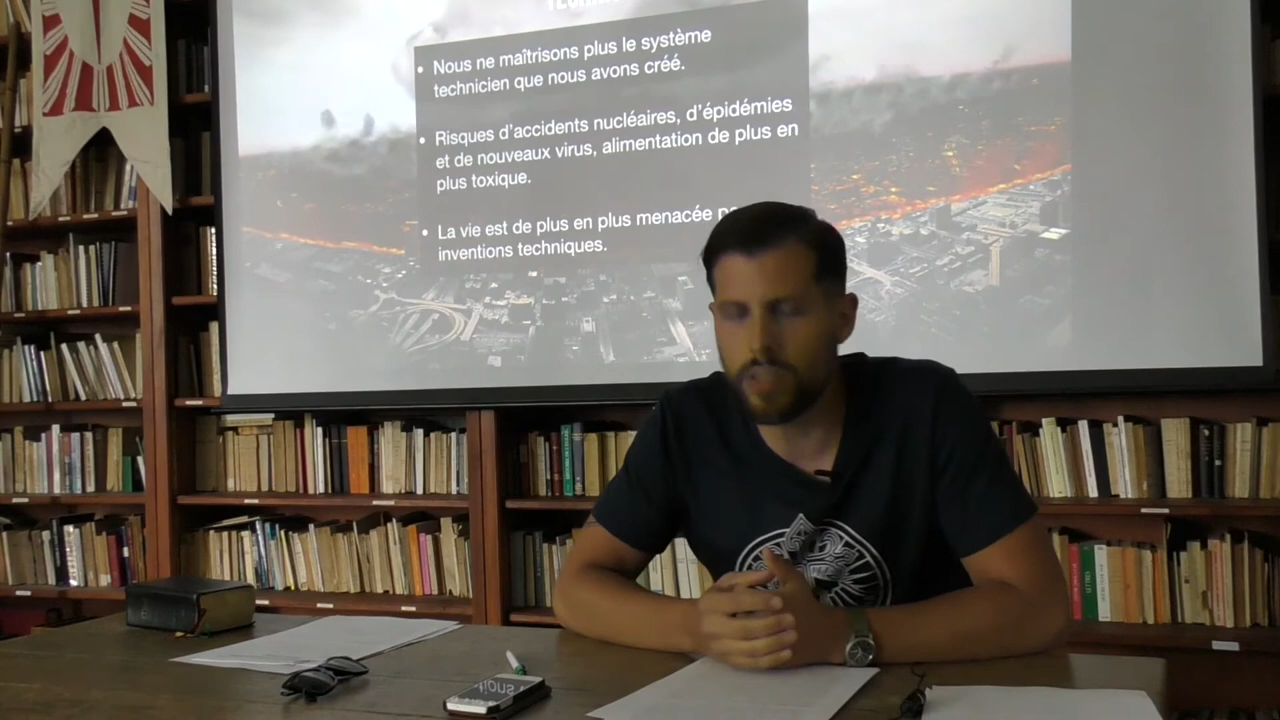 • Nous ne maîtrisons plus le système
technicien que nous avons créé.
• Risques d'accidents nucléaires, d'épidémies
et de nouveaux virus, alimentation de plus en
plus toxique.
• La vie est de plus en plus menacée
inventions techniques.